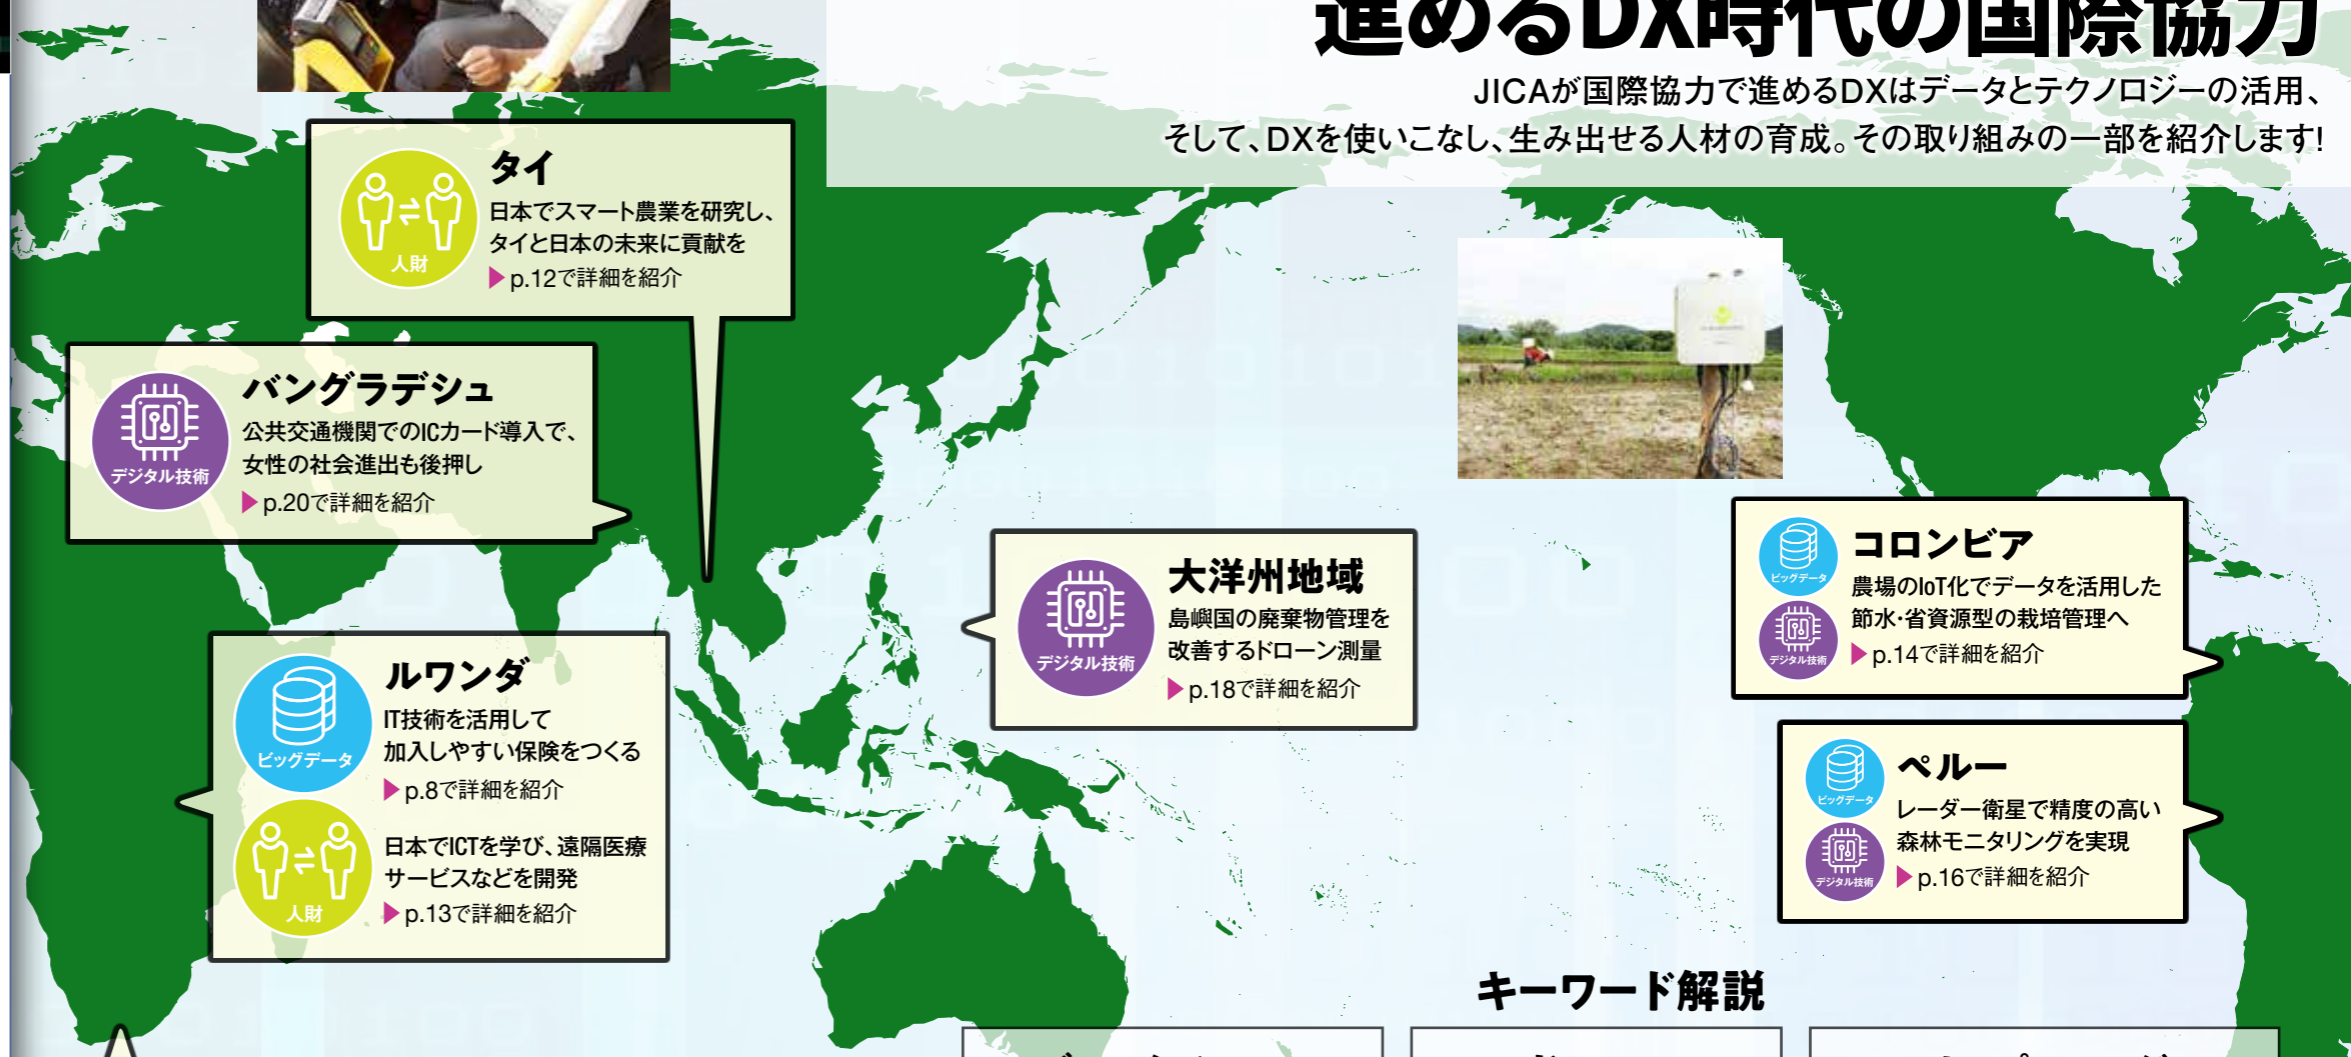 進めるDX時代の国際協力
JICAが国際協力で進めるDXはデータとテクノロジーの活用、
そして、DXを使いこなし、生み出せる人材の育成。その取り組みの一部を紹介します!
人財
タイ
日本でスマート農業を研究し、
タイと日本の未来に貢献を
▶p.12で詳細を紹介
デジタル技術
バングラデシュ
公共交通機関でのICカード導入で、
女性の社会進出も後押し
▶p.20で詳細を紹介
ビッグデータ
ルワンダ
IT技術を活用して
加入しやすい保険をつくる
▶p.8で詳細を紹介
人財
日本でICTを学び、遠隔医療
サービスなどを開発
▶p.13で詳細を紹介
デジタル技術
大洋州地域
島嶼国の廃棄物管理を
改善するドローン測量
▶p.18で詳細を紹介
ビッグデータ
デジタル技術
コロンビア
農場のIoT化でデータを活用した
節水・省資源型の栽培管理へ
▶p.14で詳細を紹介
ビッグデータ
デジタル技術
ペルー
レーダー衛星で精度の高い
森林モニタリングを実現
▶p.16で詳細を紹介
キーワード解説